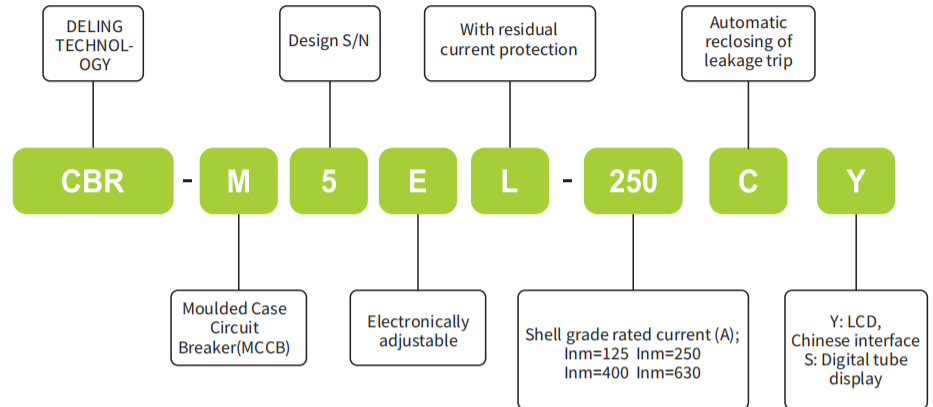 DELING
TECHNOL-
OGY
Design S/N
With residual
current protection
Automatic
reclosing of
leakage trip
CBR - M 5 E L - 250 C Y
Moulded Case
Circuit
Breaker(MCCB)
Electronically
adjustable
Shell grade rated current (A);
Inm=125 Inm=250
Inm=400 Inm=630
Y: LCD,
Chinese interface
S: Digital tube
display